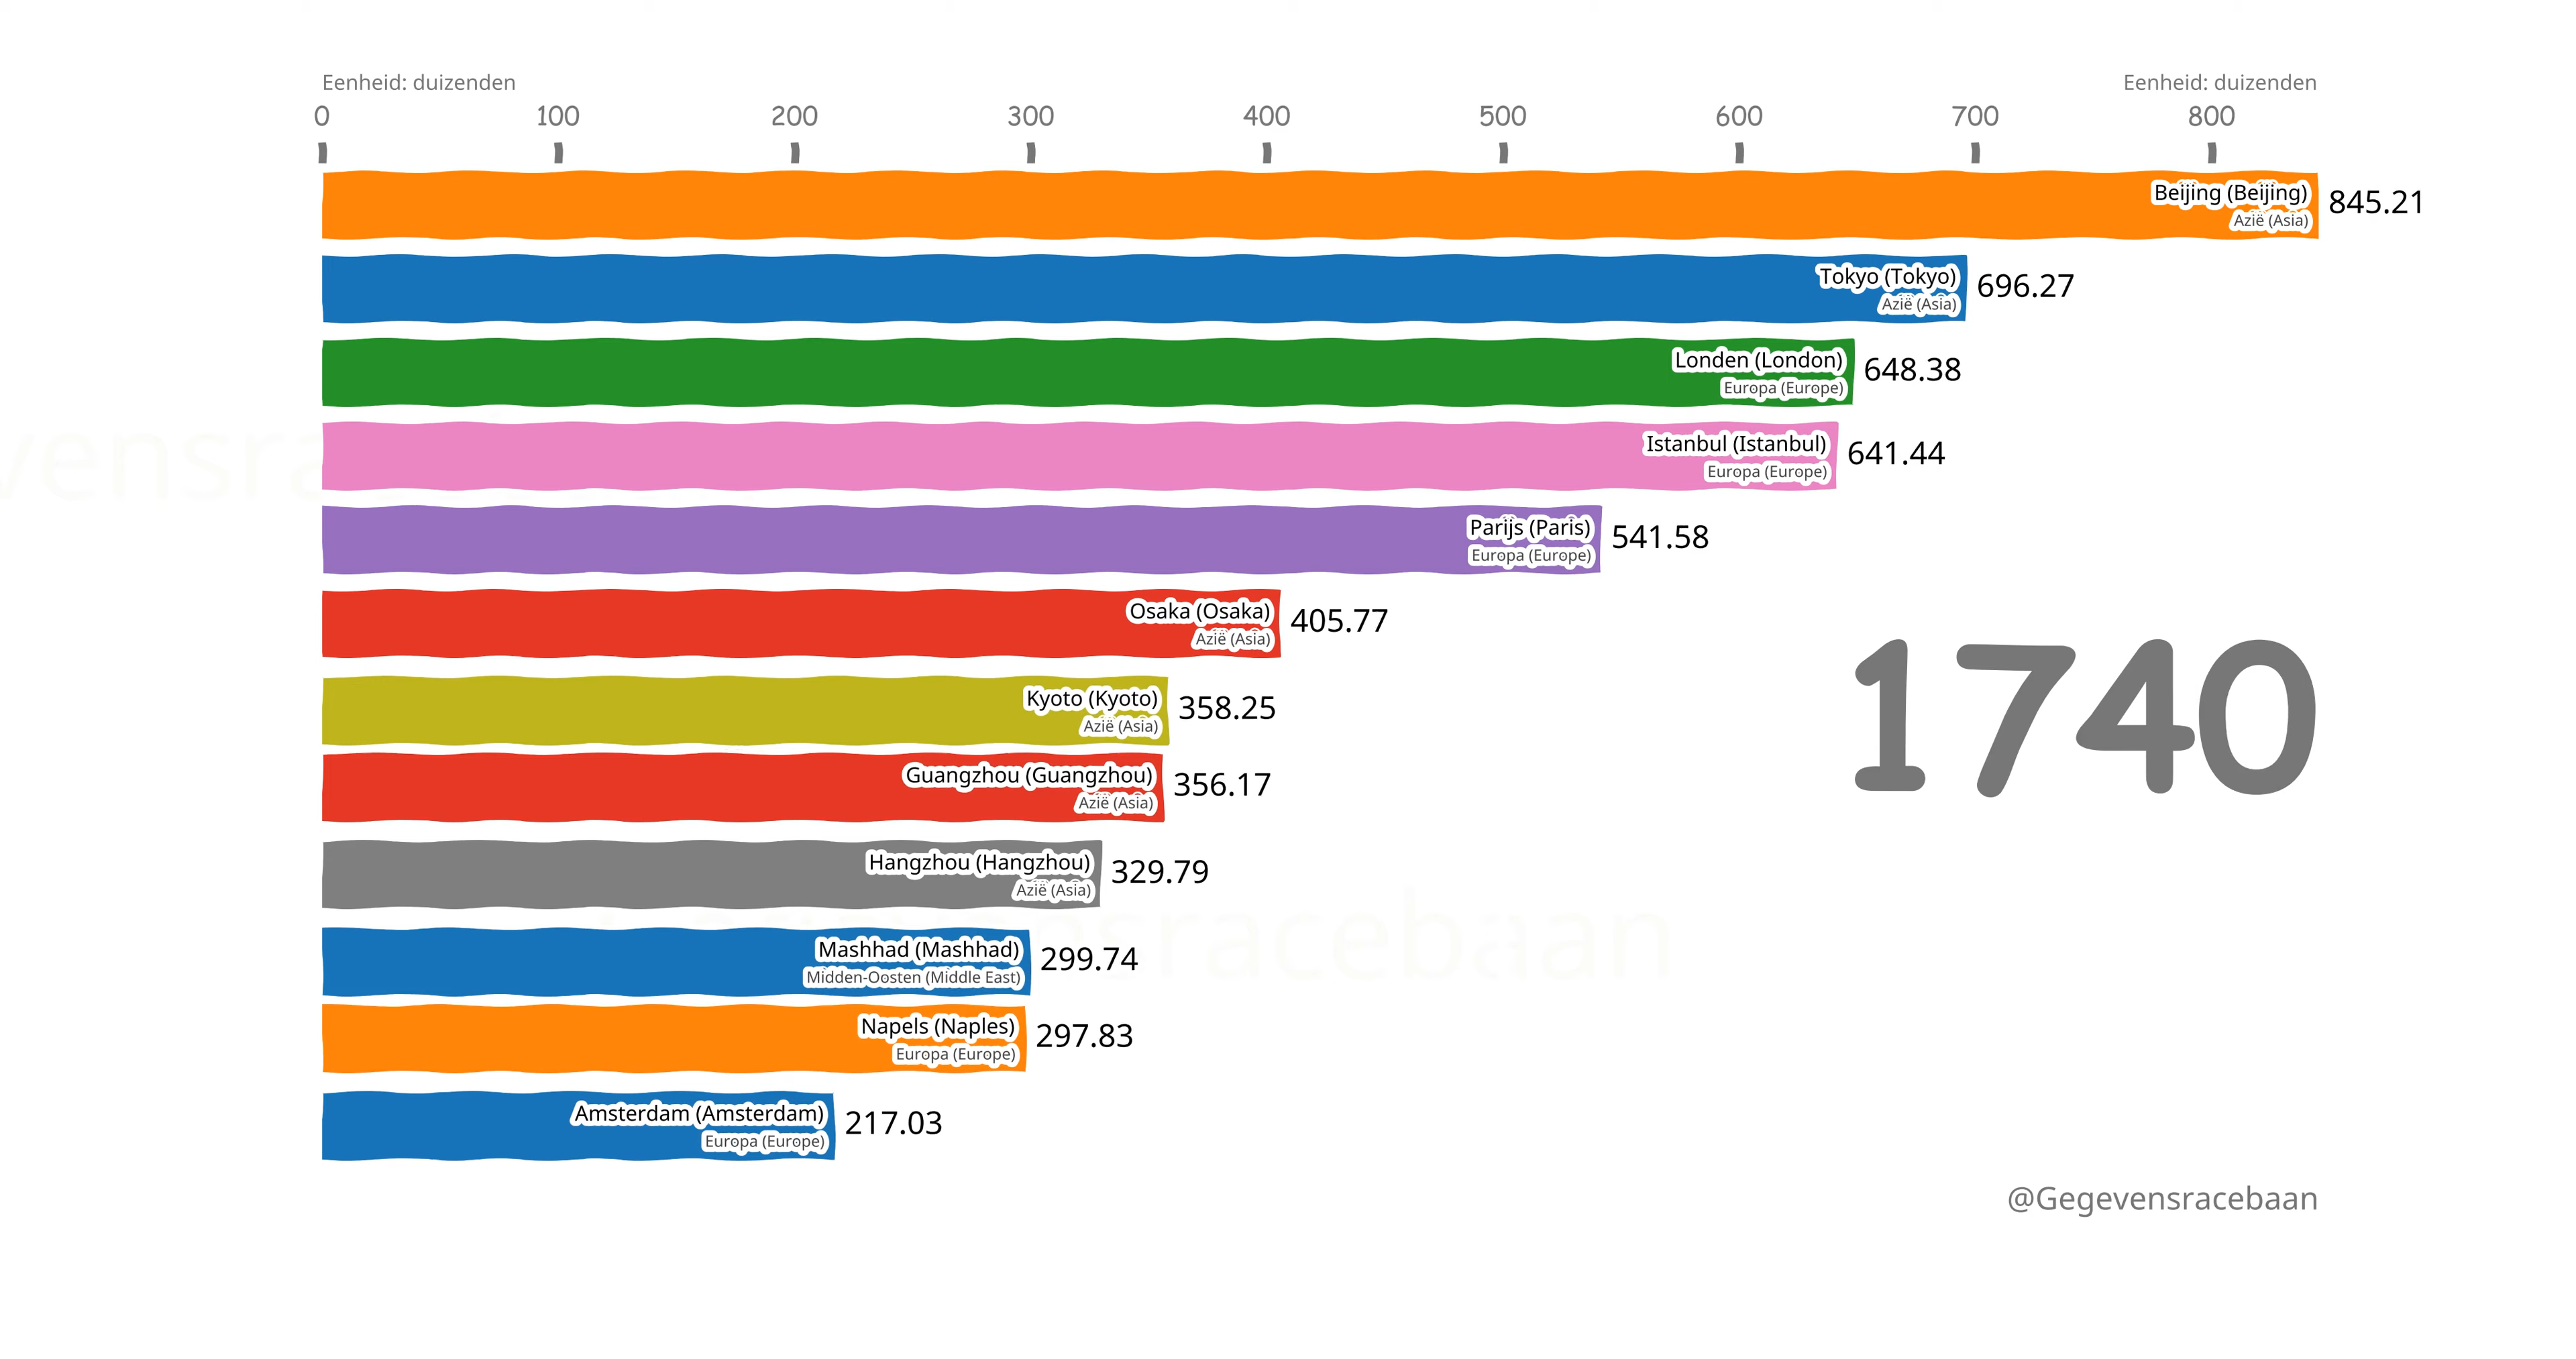 Eenheid: duizenden Eenheid: duizenden
0 100 200 300 400 500 600 700 800
Beijing (Beijing) 845.21
Azië (Asia)
Tokyo (Tokyo) 696.27
Azië (Asia)
Londen (London) 648.38
Europa (Europe)
Istanbul (Istanbul) 641.44
Europa (Europe)
Parijs (Paris) 541.58
Europa (Europe)
Osaka (Osaka) 405.77
Azië (Asia)
Kyoto (Kyoto) 358.25
Azië (Asia)
Guangzhou (Guangzhou) 356.17
Azië (Asia)
1740
Hangzhou (Hangzhou) 329.79
Azië (Asia)
Mashhad (Mashhad) 299.74
Midden-Oosten (Middle East)
Napels (Naples) 297.83
Europa (Europe)
Amsterdam (Amsterdam) 217.03
Europa (Europe)
@Gegevensracebaan